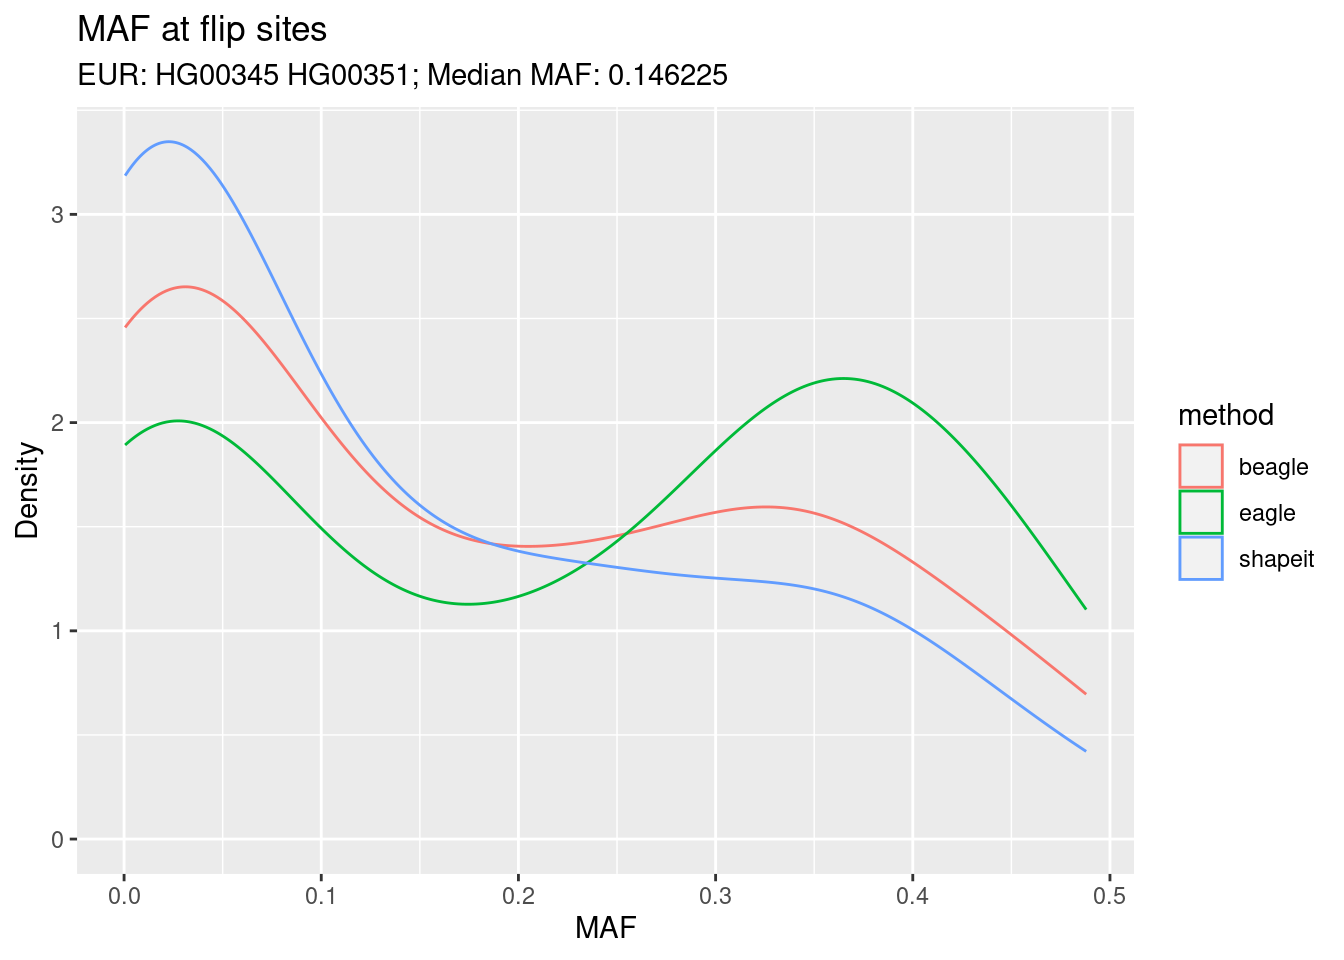 MAF at flip sites
EUR: HG00345 HG00351; Median MAF: 0.146225
Density
3
2
1
0
0.0 0.1 0.2 0.3 0.4 0.5
MAF
method
beagle
eagle
shapeit